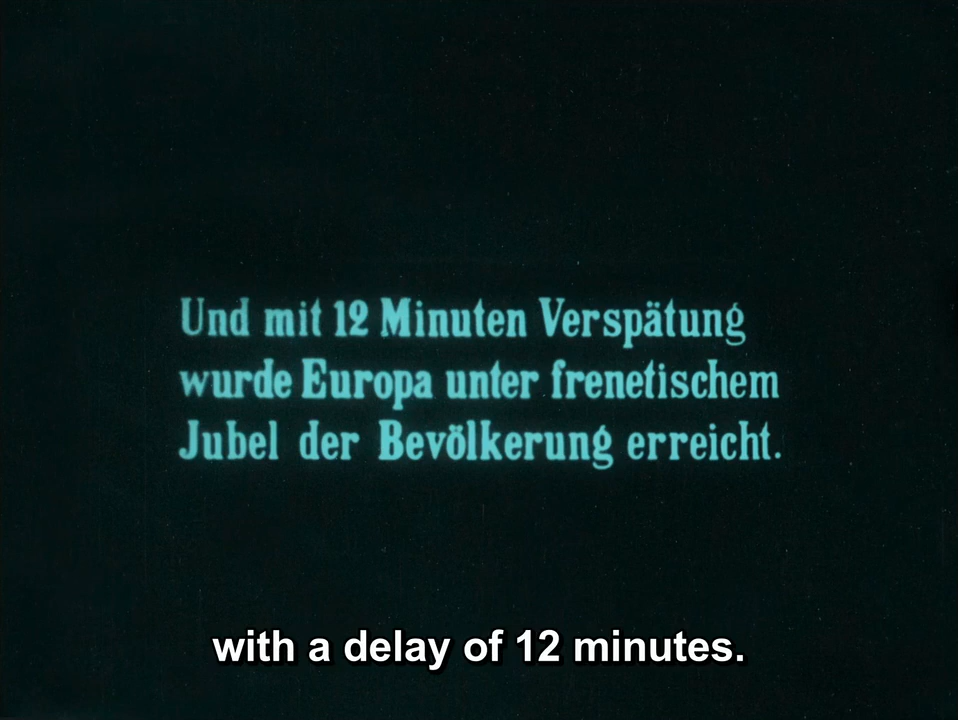 Und mit 12 Minuten Verspätung
wurde Europa unter frenetischem
Jubel der Bevölkerung erreicht.
with a delay of 12 minutes.